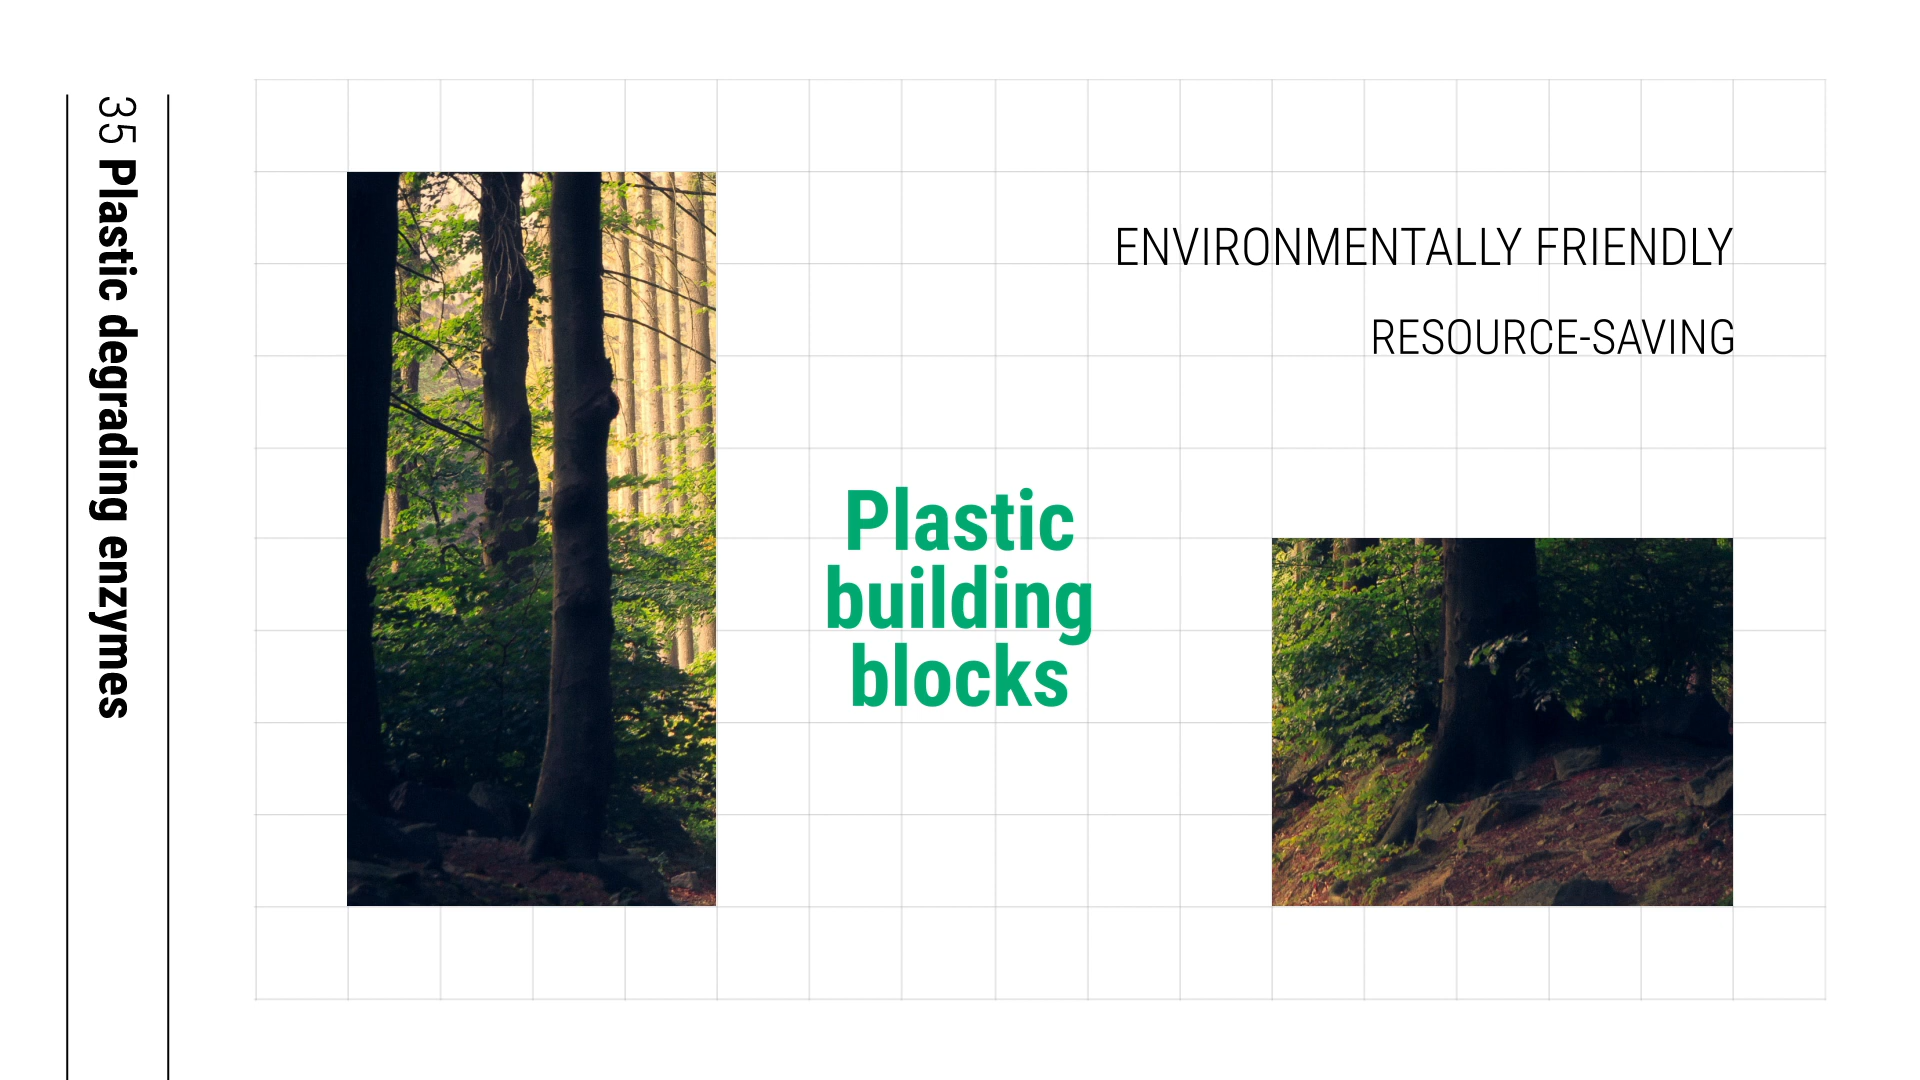 35 Plastic degrading enzymes
ENVIRONMENTALLY FRIENDLY
RESOURCE-SAVING
Plastic
building
blocks